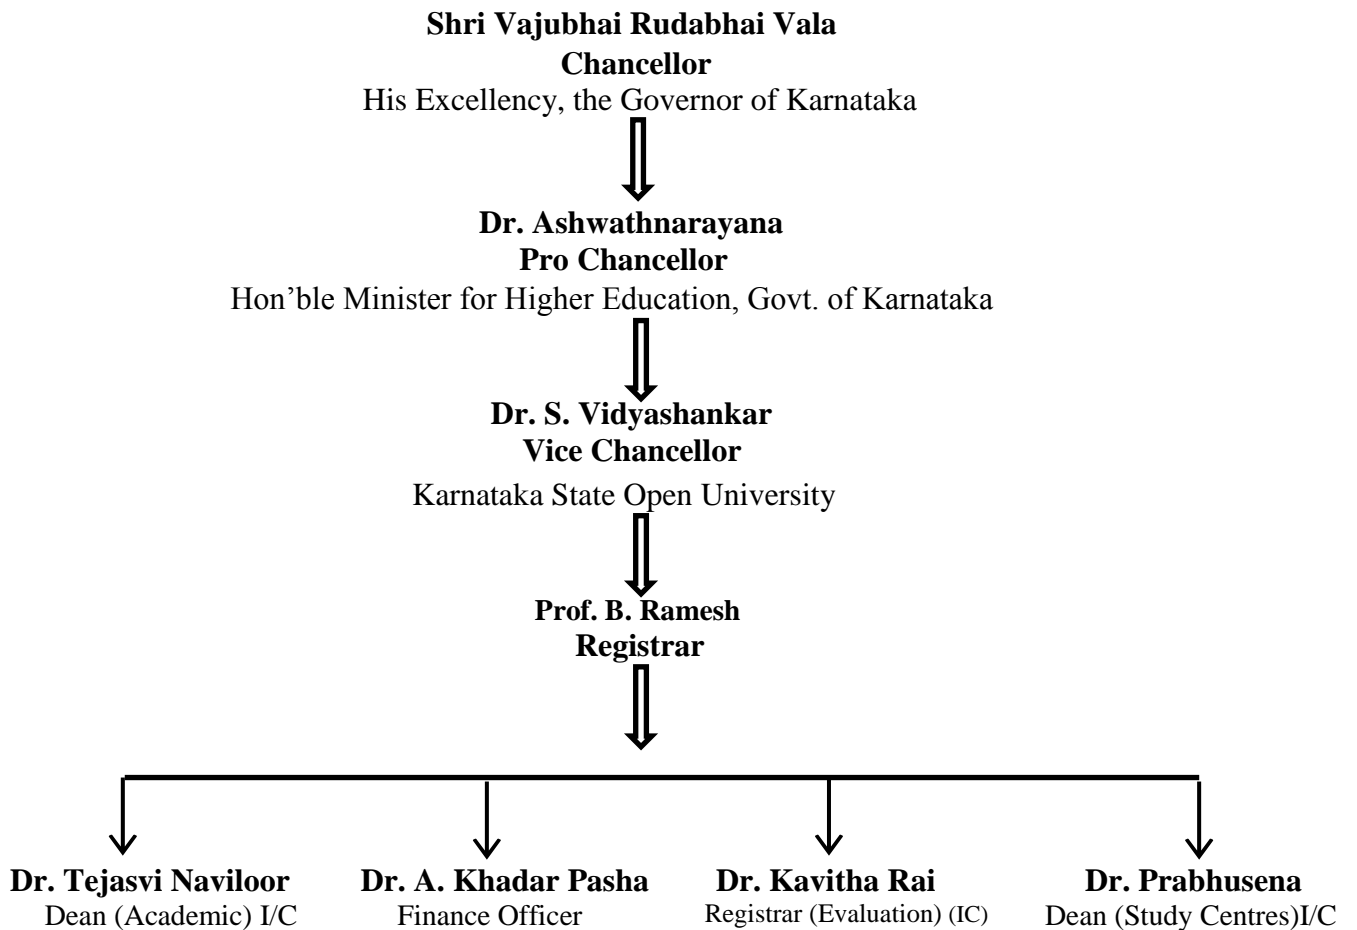 Shri Vajubhai Rudabhai Vala
Chancellor
His Excellency, the Governor of Karnataka
Dr. Ashwathnarayana
Pro Chancellor
Hon’ble Minister for Higher Education, Govt. of Karnataka
Dr. S. Vidyashankar
Vice Chancellor
Karnataka State Open University
Prof. B. Ramesh
Registrar
Dr. Tejasvi Naviloor
Dean (Academic) I/C
Dr. A. Khadar Pasha
Finance Officer
Dr. Kavitha Rai
Registrar (Evaluation) (IC)
Dr. Prabhusena
Dean (Study Centres)I/C